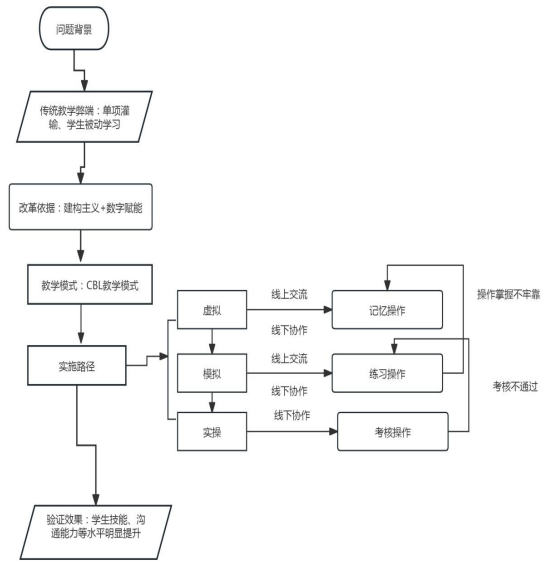 问题背景
传统教学弊端：单项灌
输、学生被动学习
改革依据：建构主义+数字赋能
教学模式：CBL教学模式
实施路径
虚拟
线上交流
线下协作
记忆操作
操作掌握不牢靠
模拟
线上交流
线下协作
练习操作
考核不通过
实操
线下协作
考核操作
验证效果：学生技能、沟
通能力等水平明显提升